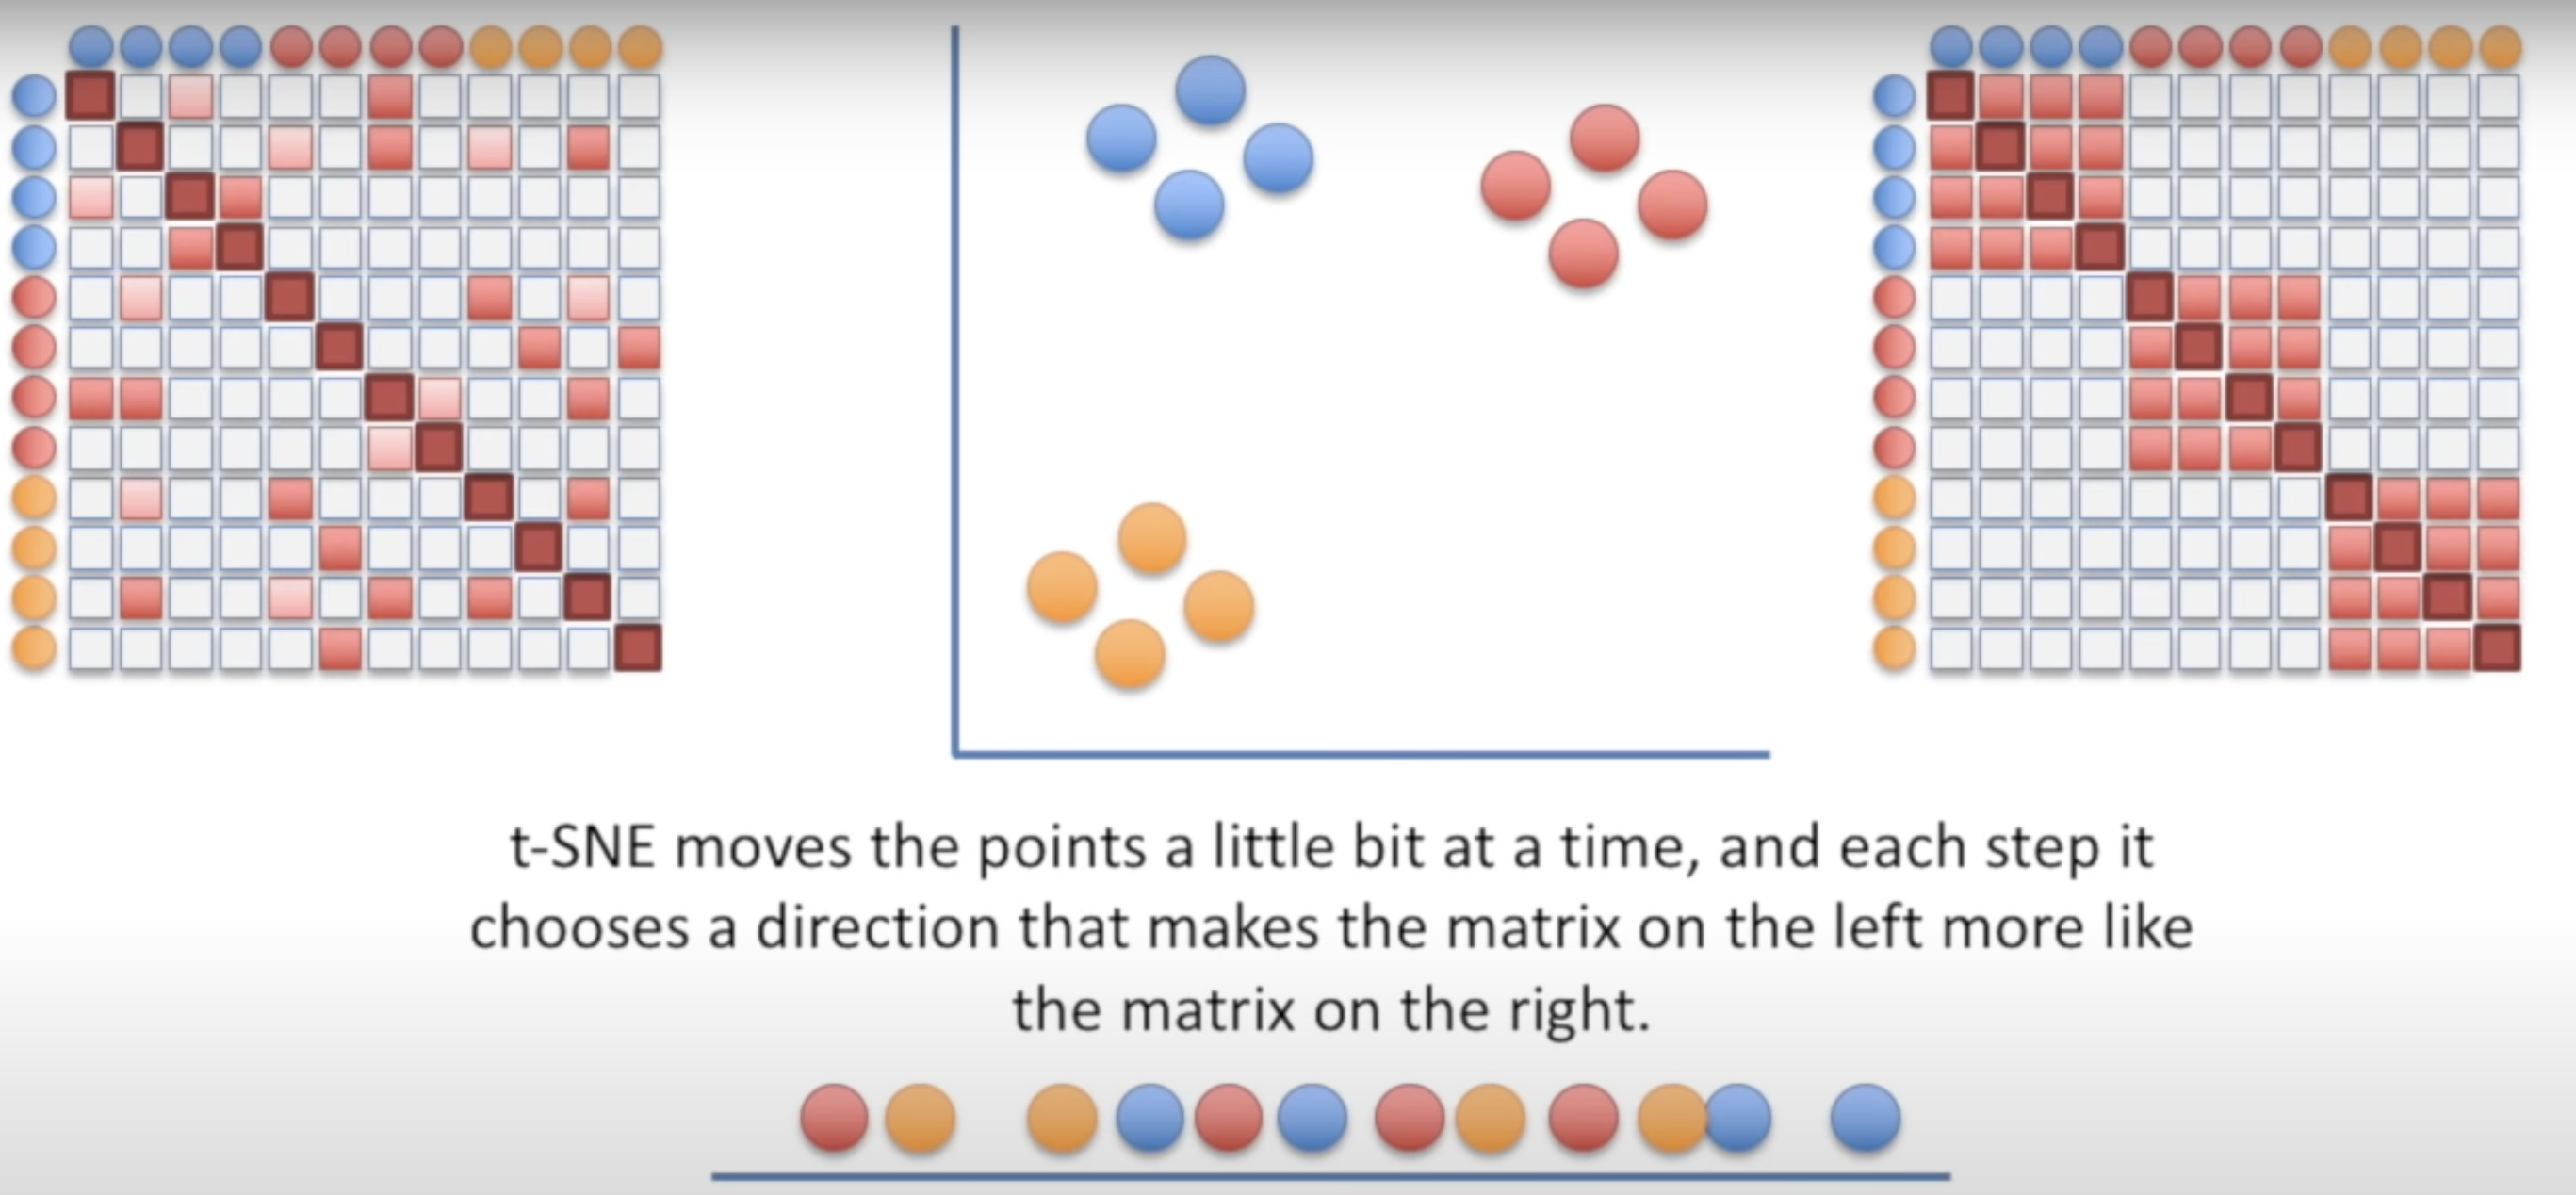 t-SNE moves the points a little bit at a time, and each step it
chooses a direction that makes the matrix on the left more like
the matrix on the right.